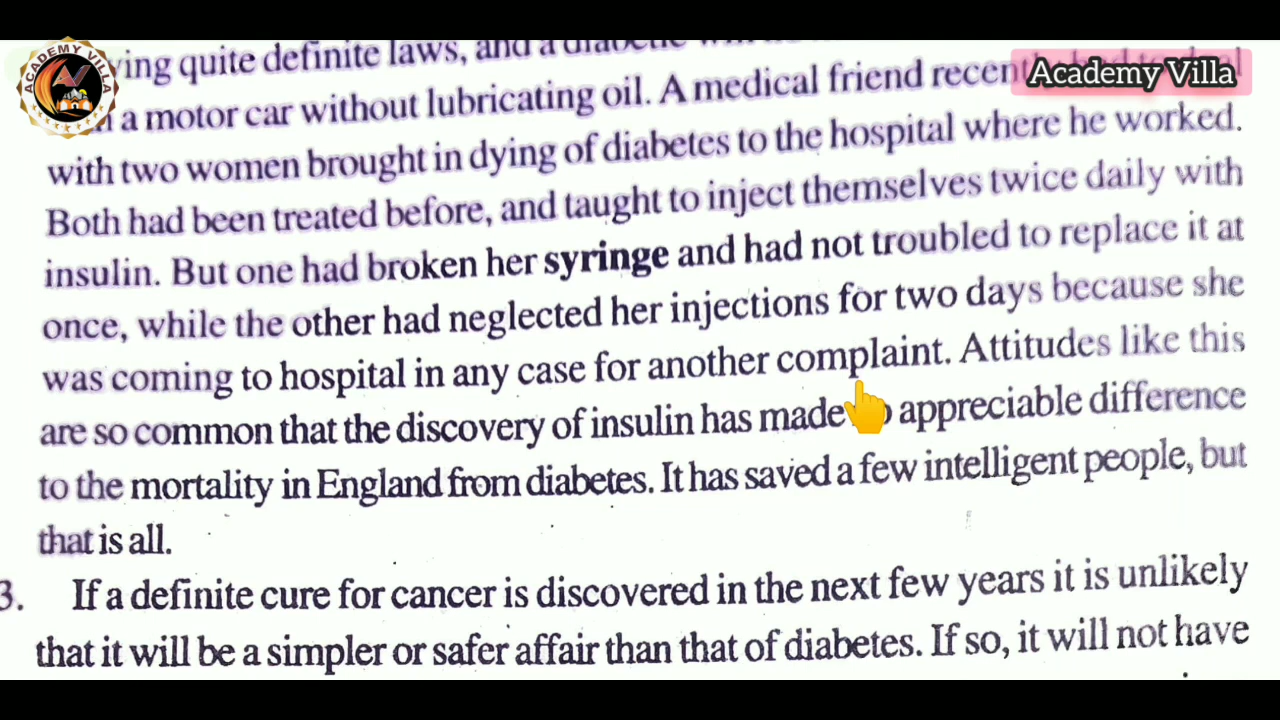 ACADEMY VILLA
Academy Villa
ving quite definite laws, and a diabetic
a motor car without lubricating oil. A medical friend
with two women brought in dying of diabetes to the hospital where he worked.
Both had been treated before, and taught to inject themselves twice daily with
insulin. But one had broken her syringe and had not troubled to replace it at
once, while the other had neglected her injections for two days because she
was coming to hospital in any case for another complaint. Attitudes like this
are so common that the discovery of insulin has made appreciable difference
to the mortality in England from diabetes. It has saved a few intelligent people, but
that is all.
3. If a definite cure for cancer is discovered in the next few years it is unlikely
that it will be a simpler or safer affair than that of diabetes. If so, it will not have